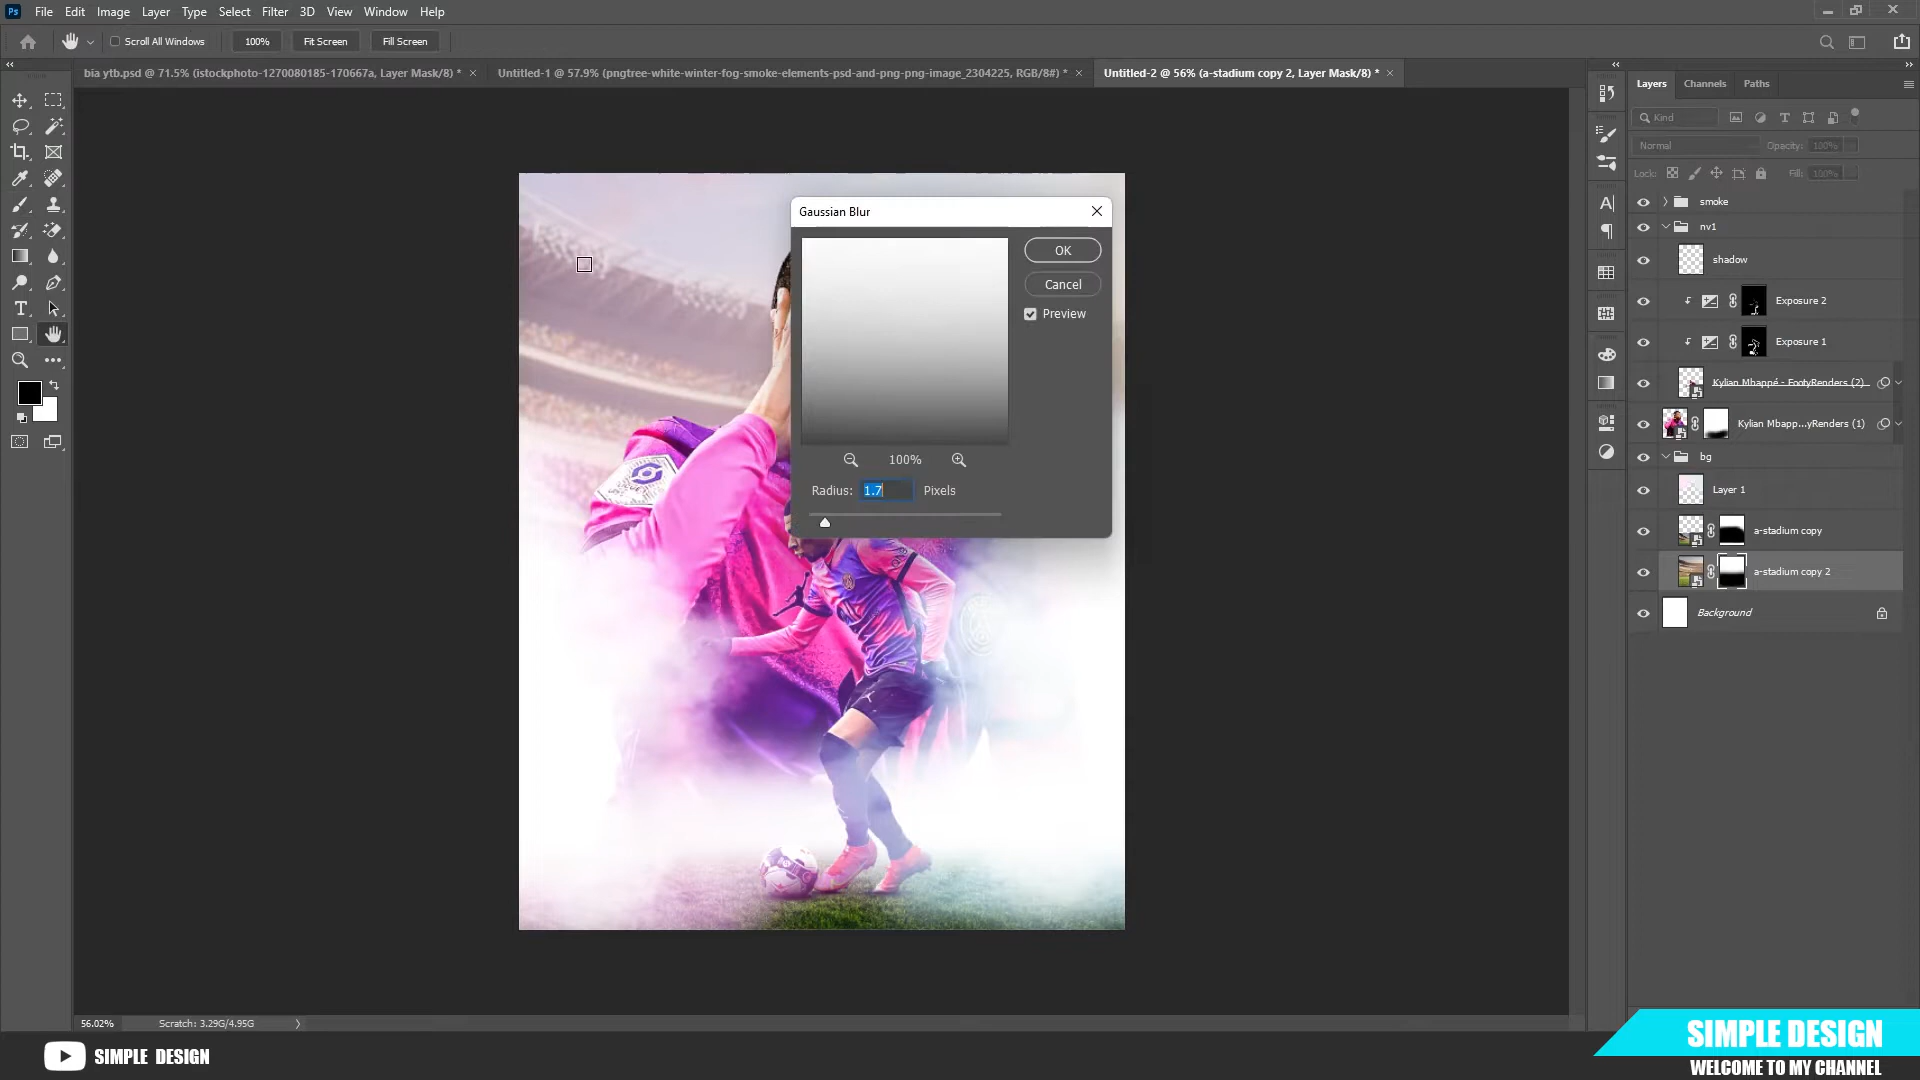 Ps File Edit Image Layer Type Select Filter 3D View Window Help
Scroll All Windows 100% Fit Screen Fill Screen
bia ytb.psd @ 71.5% (istockphoto-1270080185-170667a, Layer Mask/8) * ×
Untitled-1 @ 57.9% (pngtree-white-winter-fog-smoke-elements-psd-and-png-png-image_2304225, RGB/8#) * ×
Untitled-2 @ 56% (a-stadium copy 2, Layer Mask/8) * ×
Layers Channels Paths
Kind
Normal Opacity: 100%
Lock: Fill: 100%
smoke
nv1
shadow
Exposure 2
Exposure 1
Kylian Mbappé - FootyRenders (2)
Kylian Mbapp...yRenders (1)
bg
Layer 1
a-stadium copy
a-stadium copy 2
Background
Gaussian Blur
OK
Cancel
Preview
100%
Radius: 1.7 Pixels
56.02% Scratch: 3.29G/4.95G
SIMPLE DESIGN
SIMPLE DESIGN
WELCOME TO MY CHANNEL